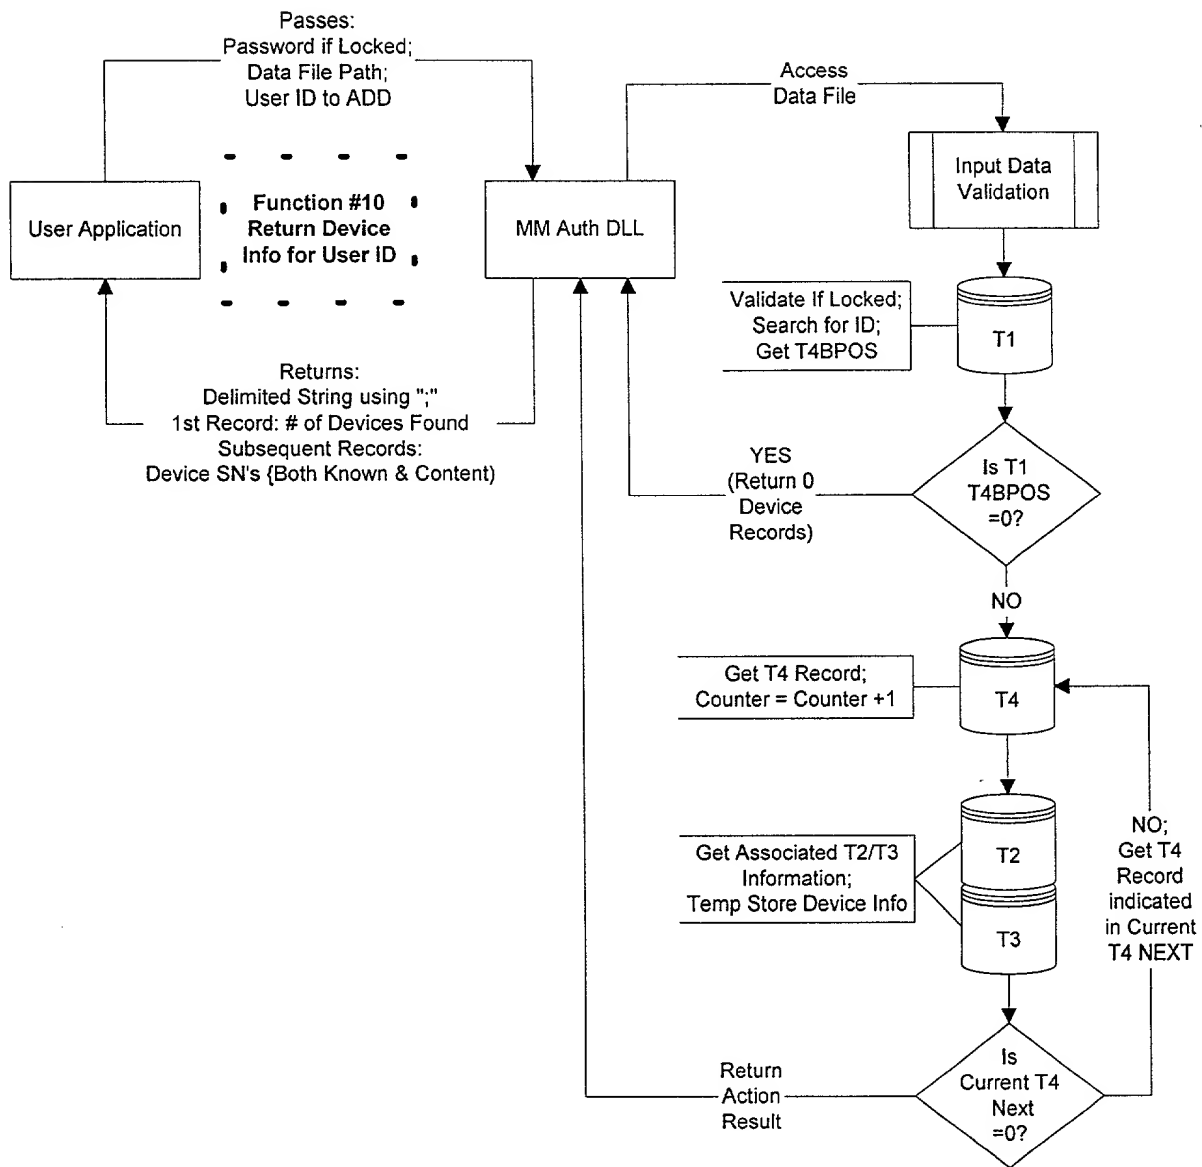 Passes:
Password if Locked;
Data File Path;
User ID to ADD
Access
Data File
Input Data
Validation
User Application
Function #10
Return Device
Info for User ID
MM Auth DLL
Validate If Locked;
Search for ID;
Get T4BPOS
T1
Returns:
Delimited String using ";"
1st Record: # of Devices Found
Subsequent Records:
Device SN's {Both Known & Content)
YES
(Return 0
Device
Records)
Is T1
T4BPOS
=0?
NO
Get T4 Record;
Counter = Counter +1
T4
Get Associated T2/T3
Information;
Temp Store Device Info
T2
T3
NO;
Get T4
Record
indicated
in Current
T4 NEXT
Return
Action
Result
Is
Current T4
Next
=0?